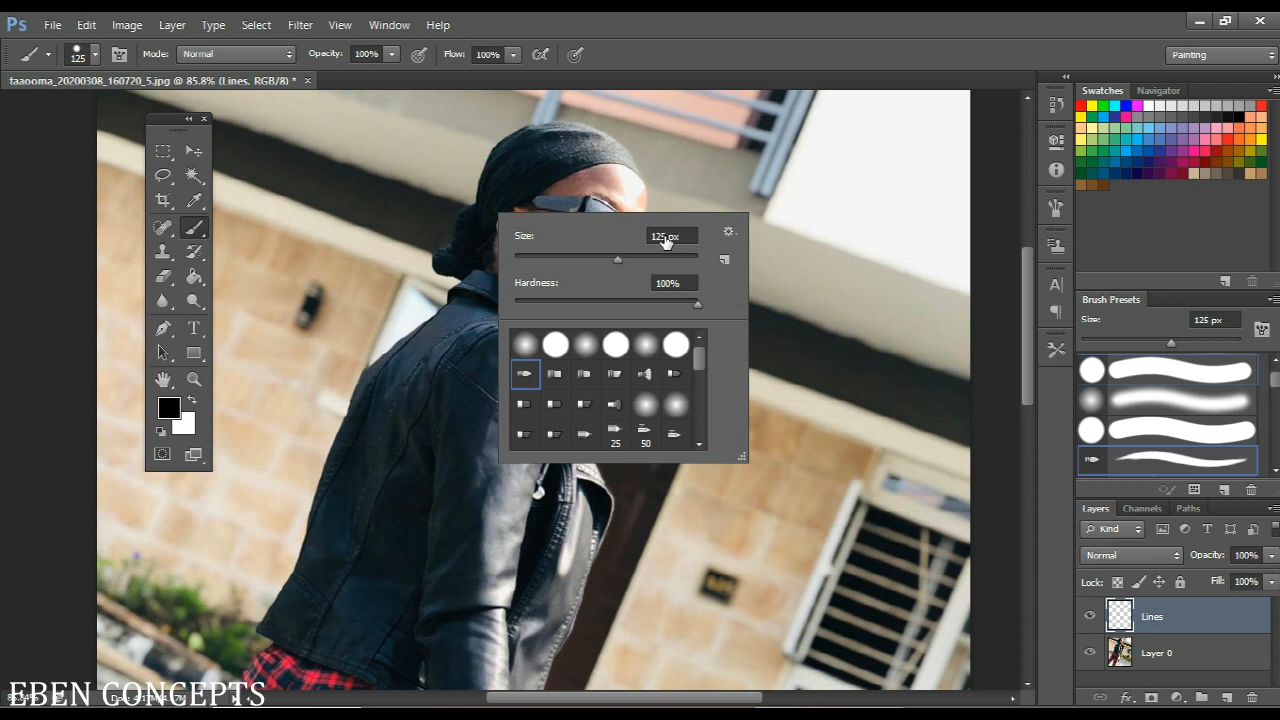 Ps File Edit Image Layer Type Select Filter View Window Help
125 Mode: Normal Opacity: 100% Flow: 100% Painting
taaooma_20200308_160720_5.jpg @ 85.8% (Lines, RGB/8) *
Swatches Navigator
Size: 125 px
Hardness: 100%
25 50
T
A
Brush Presets
Size: 125 px
Layers Channels Paths
Kind
Normal Opacity: 100%
Lock: Fill: 100%
Lines
Layer 0
fx
EBEN CONCEPTS